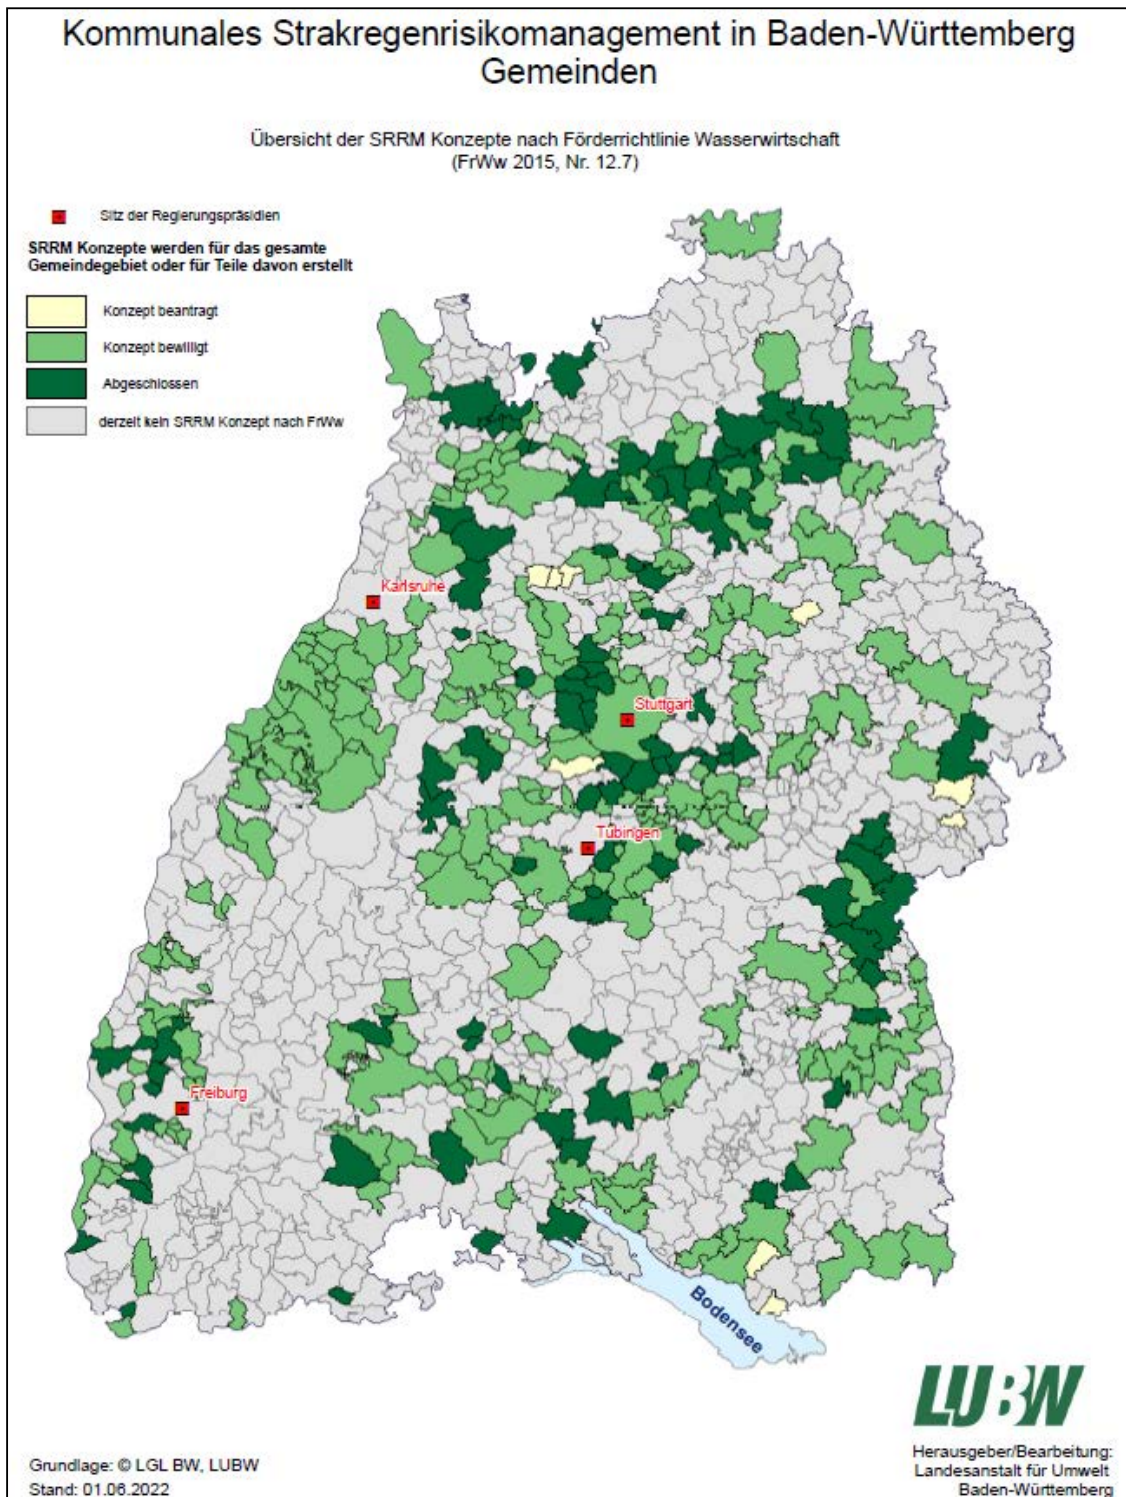 Kommunales Strakregenrisikomanagement in Baden-Württemberg
Gemeinden
Übersicht der SRRM Konzepte nach Förderrichtlinie Wasserwirtschaft
(FrWw 2015, Nr. 12.7)
Sitz der Regierungspräsidien
SRRM Konzepte werden für das gesamte
Gemeindegebiet oder für Teile davon erstellt
Konzept beantragt
Konzept bewilligt
Abgeschlossen
derzeit kein SRRM Konzept nach FrWw
Karlsruhe
Stuttgart
Tübingen
Freiburg
Bodensee
LUBW
Herausgeber/Bearbeitung:
Landesanstalt für Umwelt
Baden-Württemberg
Grundlage: © LGL BW, LUBW
Stand: 01.06.2022